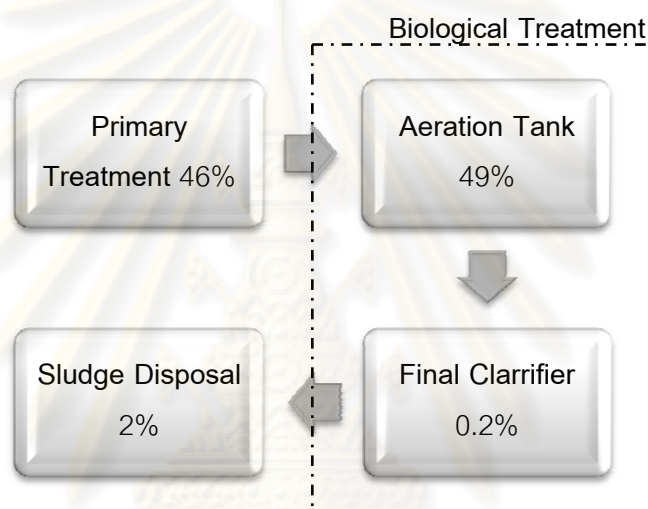 Biological Treatment
Primary
Treatment 46%
Aeration Tank
49%
Sludge Disposal
2%
Final Clarrifier
0.2%